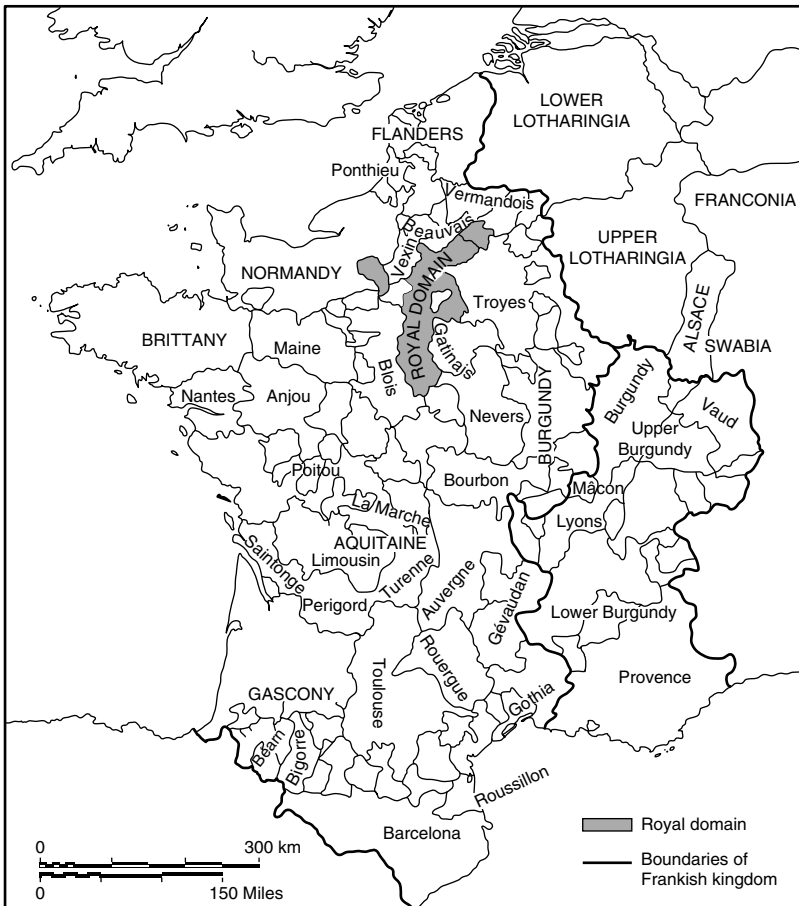 LOWER
LOTHARINGIA
FLANDERS
Ponthieu
Vermandois
FRANCONIA
Beauvais
Vexin
UPPER
LOTHARINGIA
NORMANDY
ROYAL DOMAIN
Troyes
ALSACE
BRITTANY
Maine
Gatinais
SWABIA
Blois
Nantes
Anjou
Nevers
BURGUNDY
Burgundy
Vaud
Upper
Burgundy
Poitou
Bourbon
Mâcon
La Marche
Lyons
AQUITAINE
Limousin
Saintonge
Turenne
Auvergne
Perigord
Gévaudan
Lower Burgundy
Rouergue
Toulouse
Provence
GASCONY
Gothia
Béarn
Bigorre
Roussillon
Barcelona
0 300 km
0 150 Miles
Royal domain
Boundaries of
Frankish kingdom